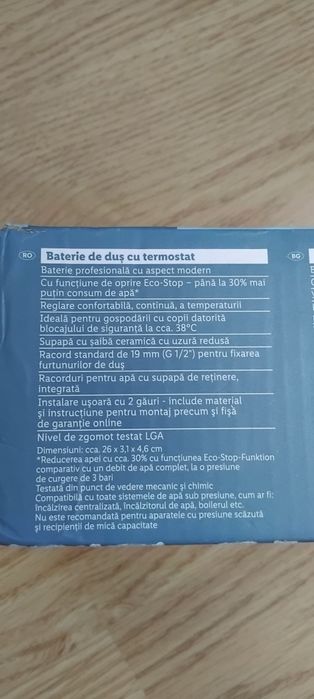 RO Baterie de duș cu termostat
Baterie profesională cu aspect modern
Cu funcțiune de oprire Eco-Stop – până la 30% mai
puțin consum de apă*
Reglare confortabilă, continuă, a temperaturii
Ideală pentru gospodării cu copii datorită
blocajului de siguranță la cca. 38ºC
Supapă cu șaibă ceramică cu uzură redusă
Racord standard de 19 mm (G 1/2") pentru fixarea
furtunurilor de duș
Racorduri pentru apă cu supapă de reținere,
integrată
Instalare ușoară cu 2 găuri - include material
și instrucțiune pentru montaj precum și fișă
de garanție online
Nivel de zgomot testat LGA
Dimensiuni: cca. 26 x 3,1 x 4,6 cm
*Reducerea apei cu cca. 30% cu funcțiunea Eco-Stop-Funktion
comparativ cu un debit de apă complet, la o presiune
de curgere de 3 bari
Testată din punct de vedere mecanic și chimic
Compatibilă cu toate sistemele de apă sub presiune, cum ar fi:
încălzirea centralizată, încălzitorul de apă, boilerul etc.
Nu este recomandată pentru aparatele cu presiune scăzută
și recipienții de mică capacitate
BG